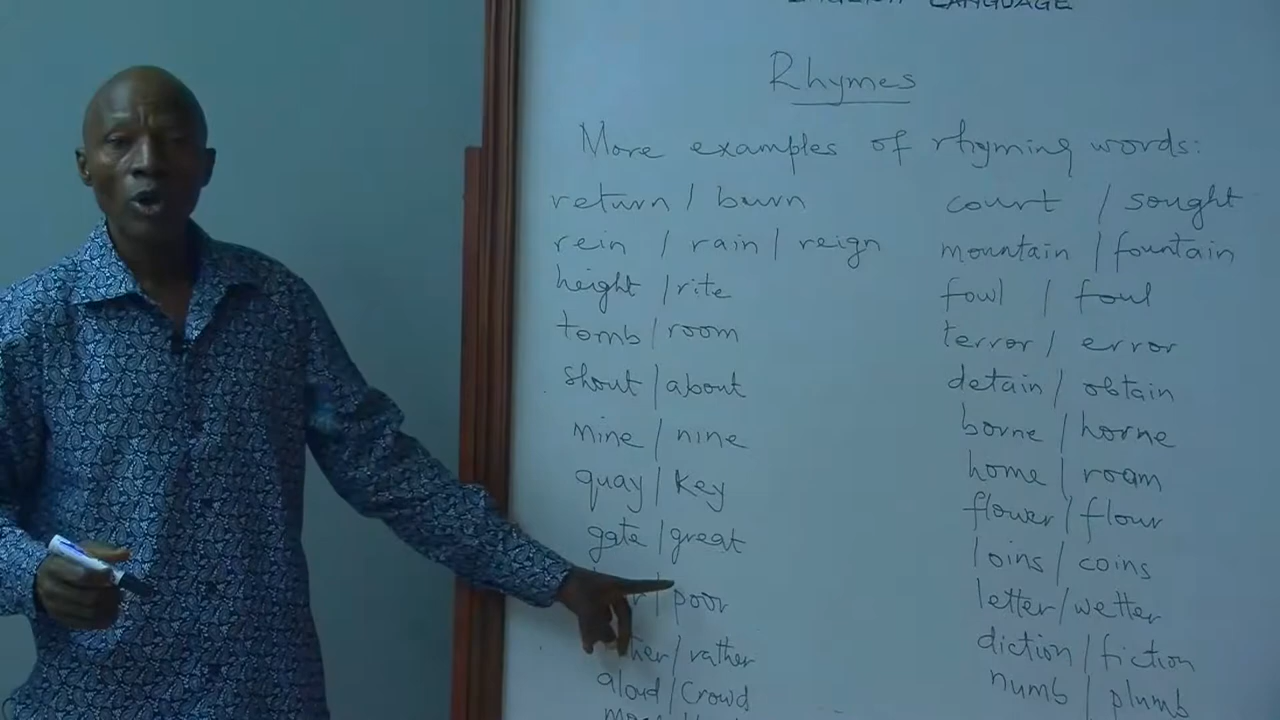 ENGLISH LANGUAGE
Rhymes
More examples of rhyming words:
return / burn
rein / rain / reign
height / rite
tomb / room
shout / about
mine / nine
quay / key
gate / great
/ poor
/ rather
aloud / crowd
court / sought
mountain / fountain
fowl / foul
terror / error
detain / obtain
borne / horne
home / roam
flower / flour
loins / coins
letter / wetter
diction / fiction
numb / plumb